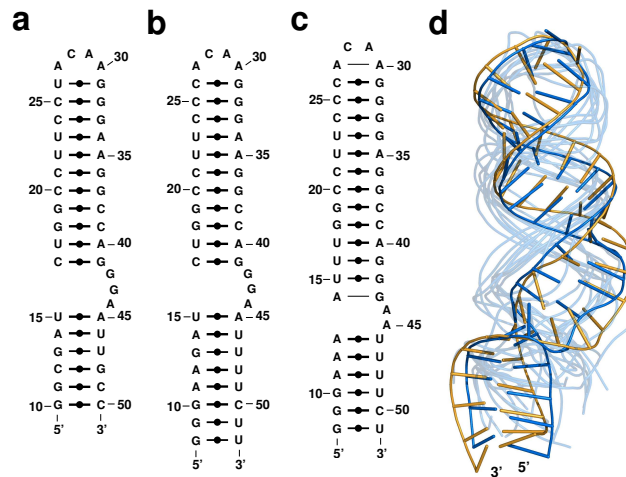 a
C A
A A 30
U G
25 C G
C G
U A
U A 35
C G
20 C G
G C
G C
U A 40
C G
G
G
A
15 U A 45
A U
G U
C G
G C
10 G C 50
5' 3'
b
C A
A A 30
C G
25 C G
C G
U A
U A 35
C G
20 C G
G C
G C
U A 40
C G
G
G
A
15 U A 45
A U
G U
A U
A U
10 G C 50
G U
G U
5' 3'
c
C A
A A 30
C G
25 C G
C G
U A
U A 35
C G
20 C G
G C
G C
U A 40
U G
15 U G
A G
A
A 45
A U
A U
A U
10 G U
G C 50
G U
5' 3'
d
3' 5'